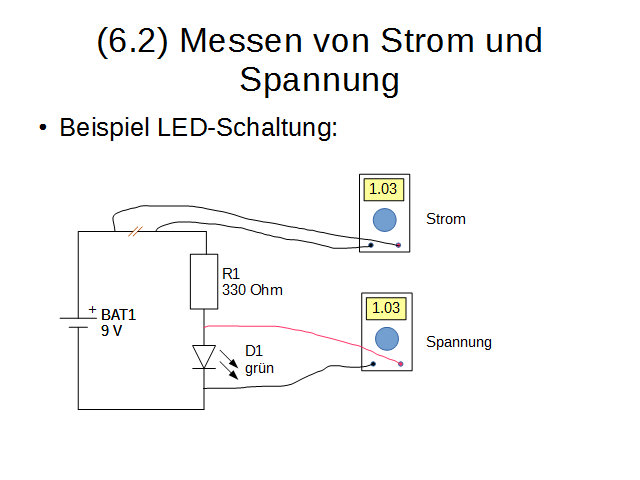 (6.2) Messen von Strom und
Spannung
• Beispiel LED-Schaltung:
1.03
Strom
R1
330 Ohm
1.03
+
BAT1
9 V
Spannung
D1
grün